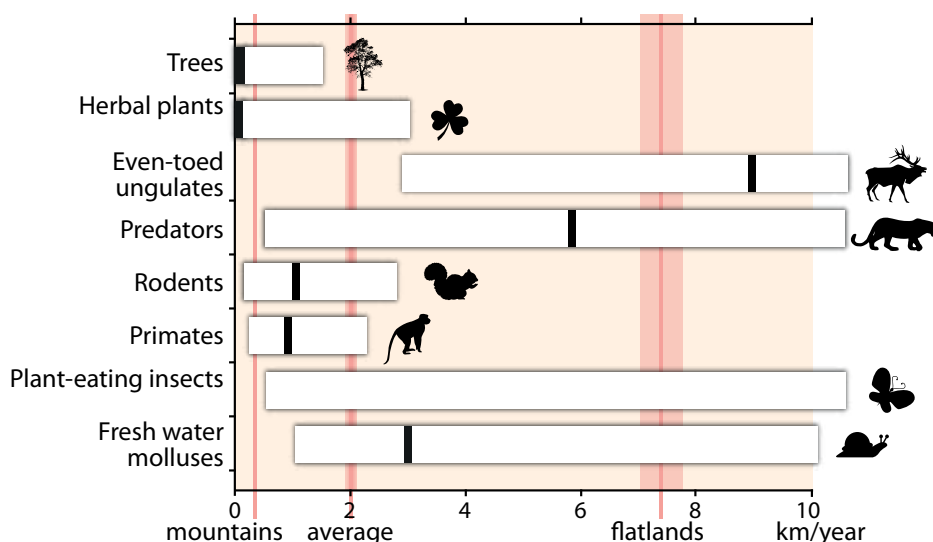 Trees
Herbal plants
Even-toed
ungulates
Predators
Rodents
Primates
Plant-eating insects
Fresh water
molluses
0 2 4 6 8 10
mountains average flatlands km/year